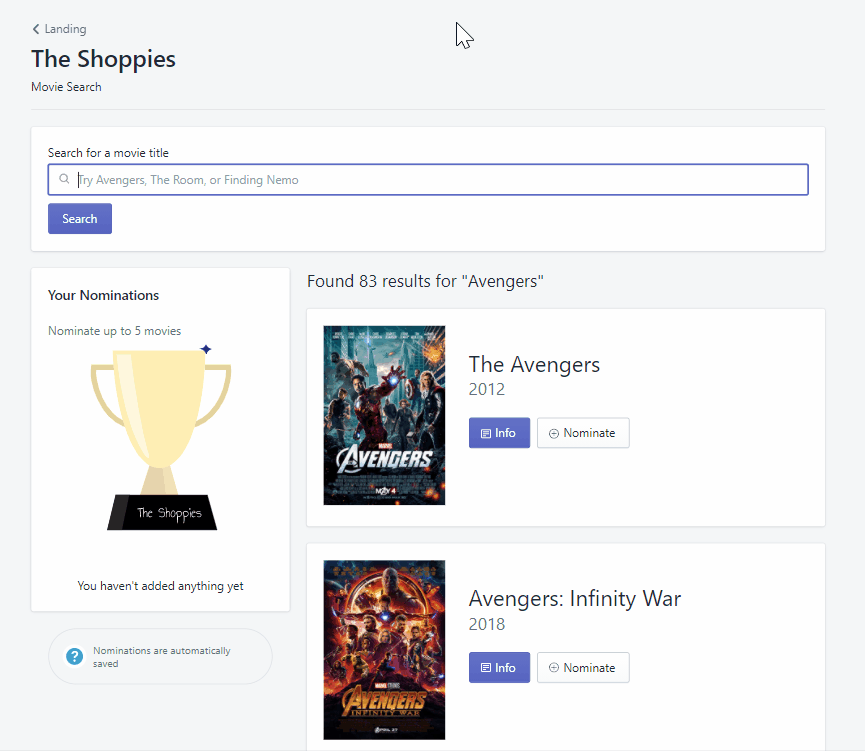 Landing
The Shoppies
Movie Search
Search for a movie title
Try Avengers, The Room, or Finding Nemo
Search
Your Nominations
Nominate up to 5 movies
The Shoppies
You haven't added anything yet
Nominations are automatically
saved
Found 83 results for "Avengers"
MARVEL
AVENGERS
MAY 4
The Avengers
2012
Info
Nominate
MARVEL STUDIOS
AVENGERS
INFINITY WAR
APRIL 27
Avengers: Infinity War
2018
Info
Nominate